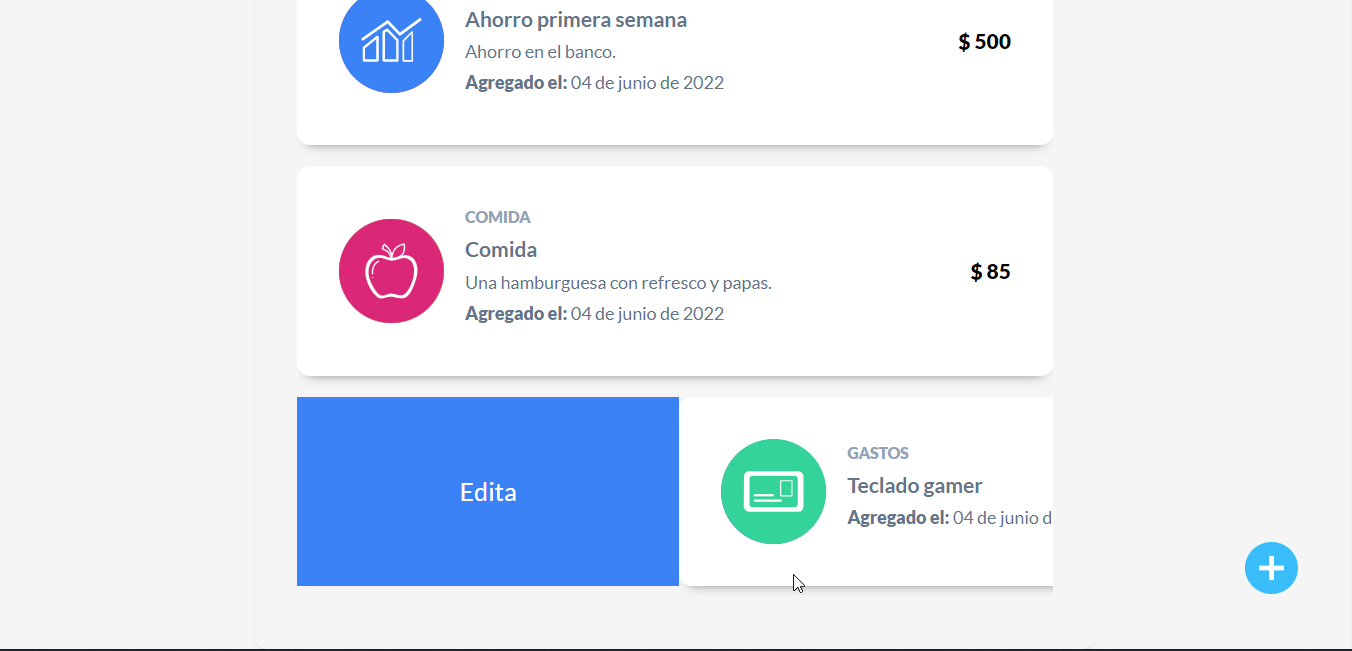 Ahorro primera semana
$ 500
Ahorro en el banco.
Agregado el: 04 de junio de 2022
COMIDA
Comida
$ 85
Una hamburguesa con refresco y papas.
Agregado el: 04 de junio de 2022
Edita
GASTOS
Teclado gamer
Agregado el: 04 de junio d